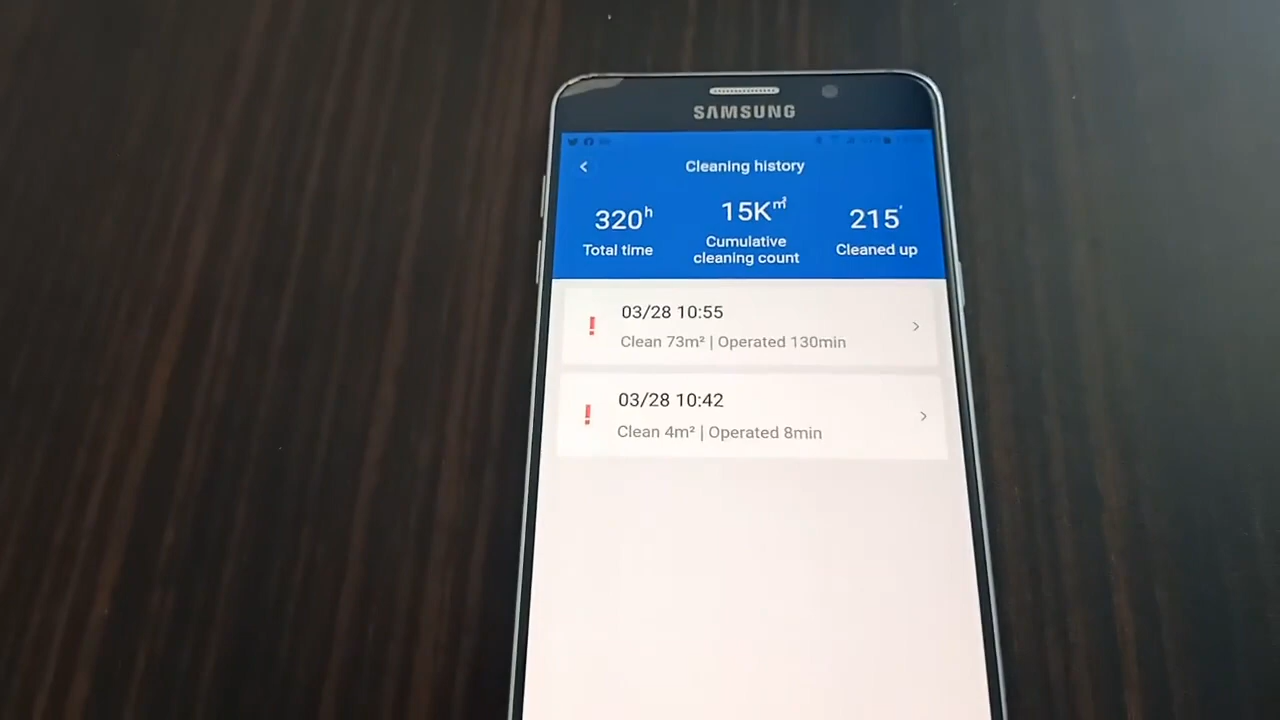 SAMSUNG
Cleaning history
320h
Total time
15K㎡
Cumulative
cleaning count
215′
Cleaned up
03/28 10:55
Clean 73m² | Operated 130min
03/28 10:42
Clean 4m² | Operated 8min